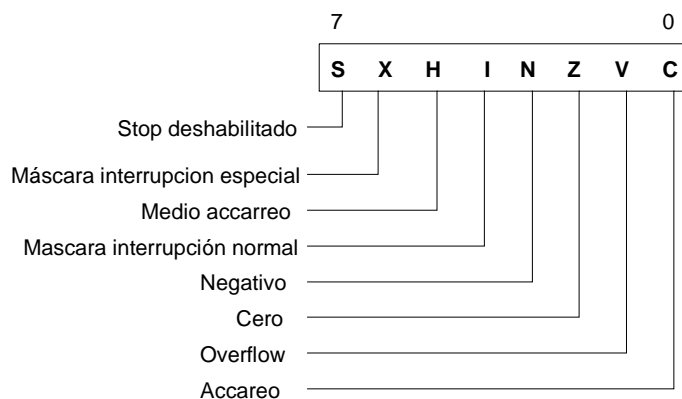 7 0
S X H I N Z V C
Stop deshabilitado
Máscara interrupcion especial
Medio accarreo
Mascara interrupción normal
Negativo
Cero
Overflow
Accareo